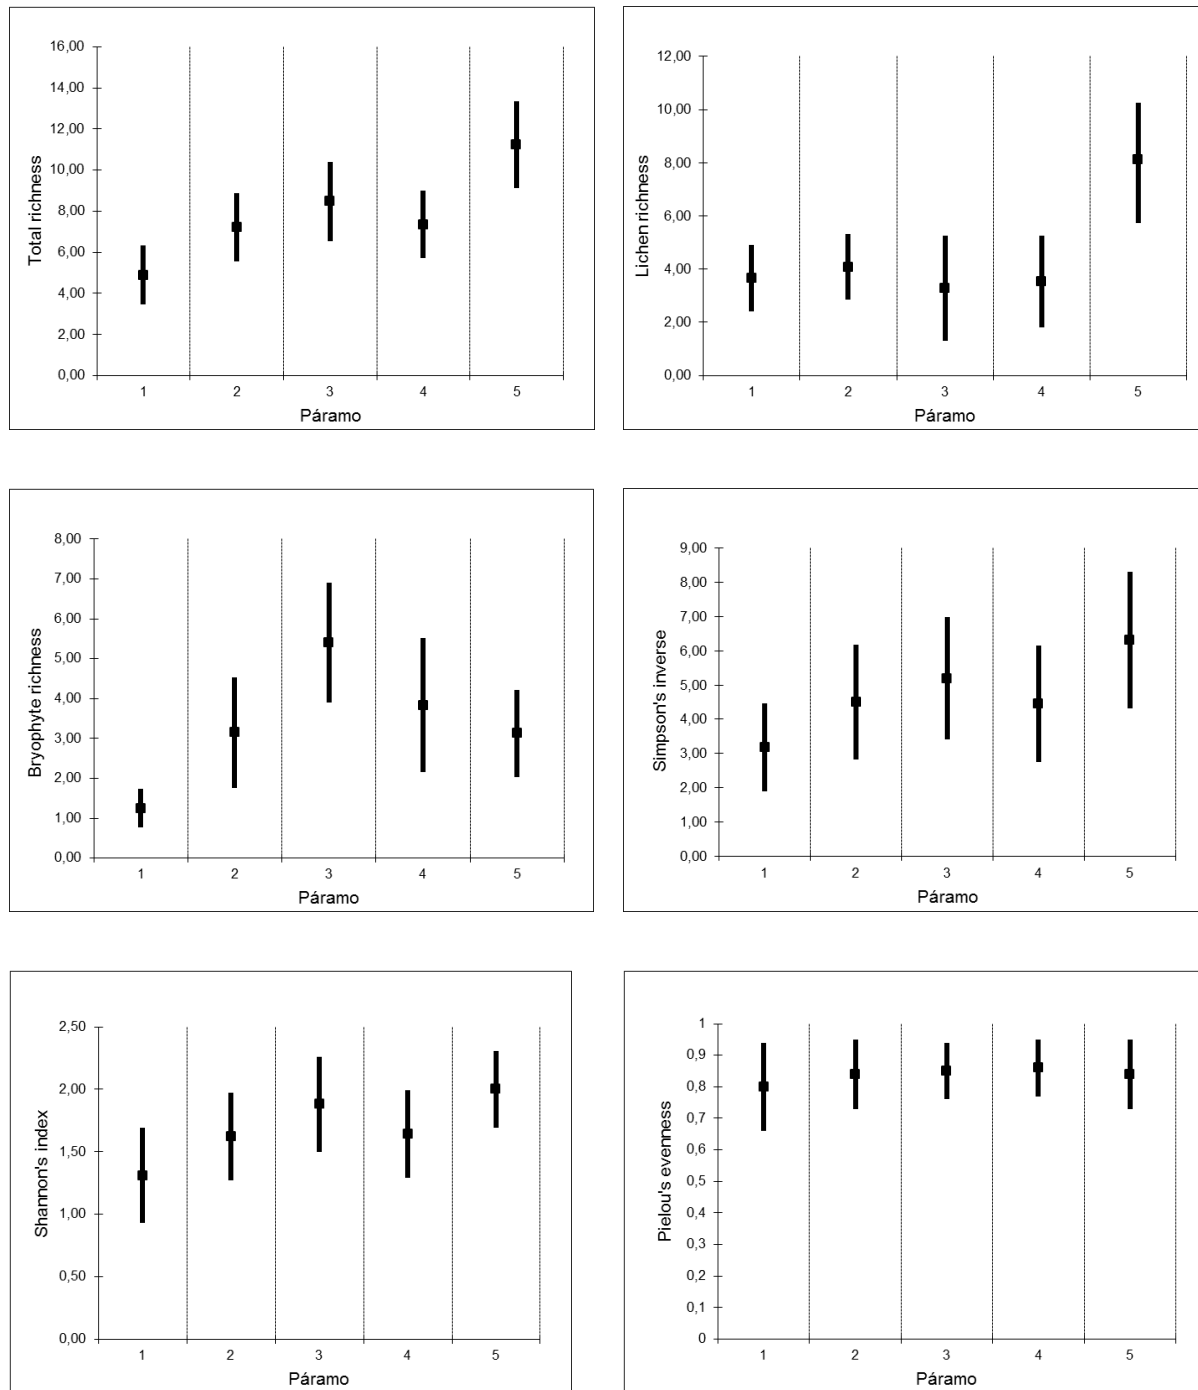 Total richness
16,00
14,00
12,00
10,00
8,00
6,00
4,00
2,00
0,00
1 2 3 4 5
Páramo
Lichen richness
12,00
10,00
8,00
6,00
4,00
2,00
0,00
1 2 3 4 5
Páramo
Bryophyte richness
8,00
7,00
6,00
5,00
4,00
3,00
2,00
1,00
0,00
1 2 3 4 5
Páramo
Simpson's inverse
9,00
8,00
7,00
6,00
5,00
4,00
3,00
2,00
1,00
0,00
1 2 3 4 5
Páramo
Shannon's index
2,50
2,00
1,50
1,00
0,50
0,00
1 2 3 4 5
Páramo
Pielou's evenness
1
0,9
0,8
0,7
0,6
0,5
0,4
0,3
0,2
0,1
0
1 2 3 4 5
Páramo